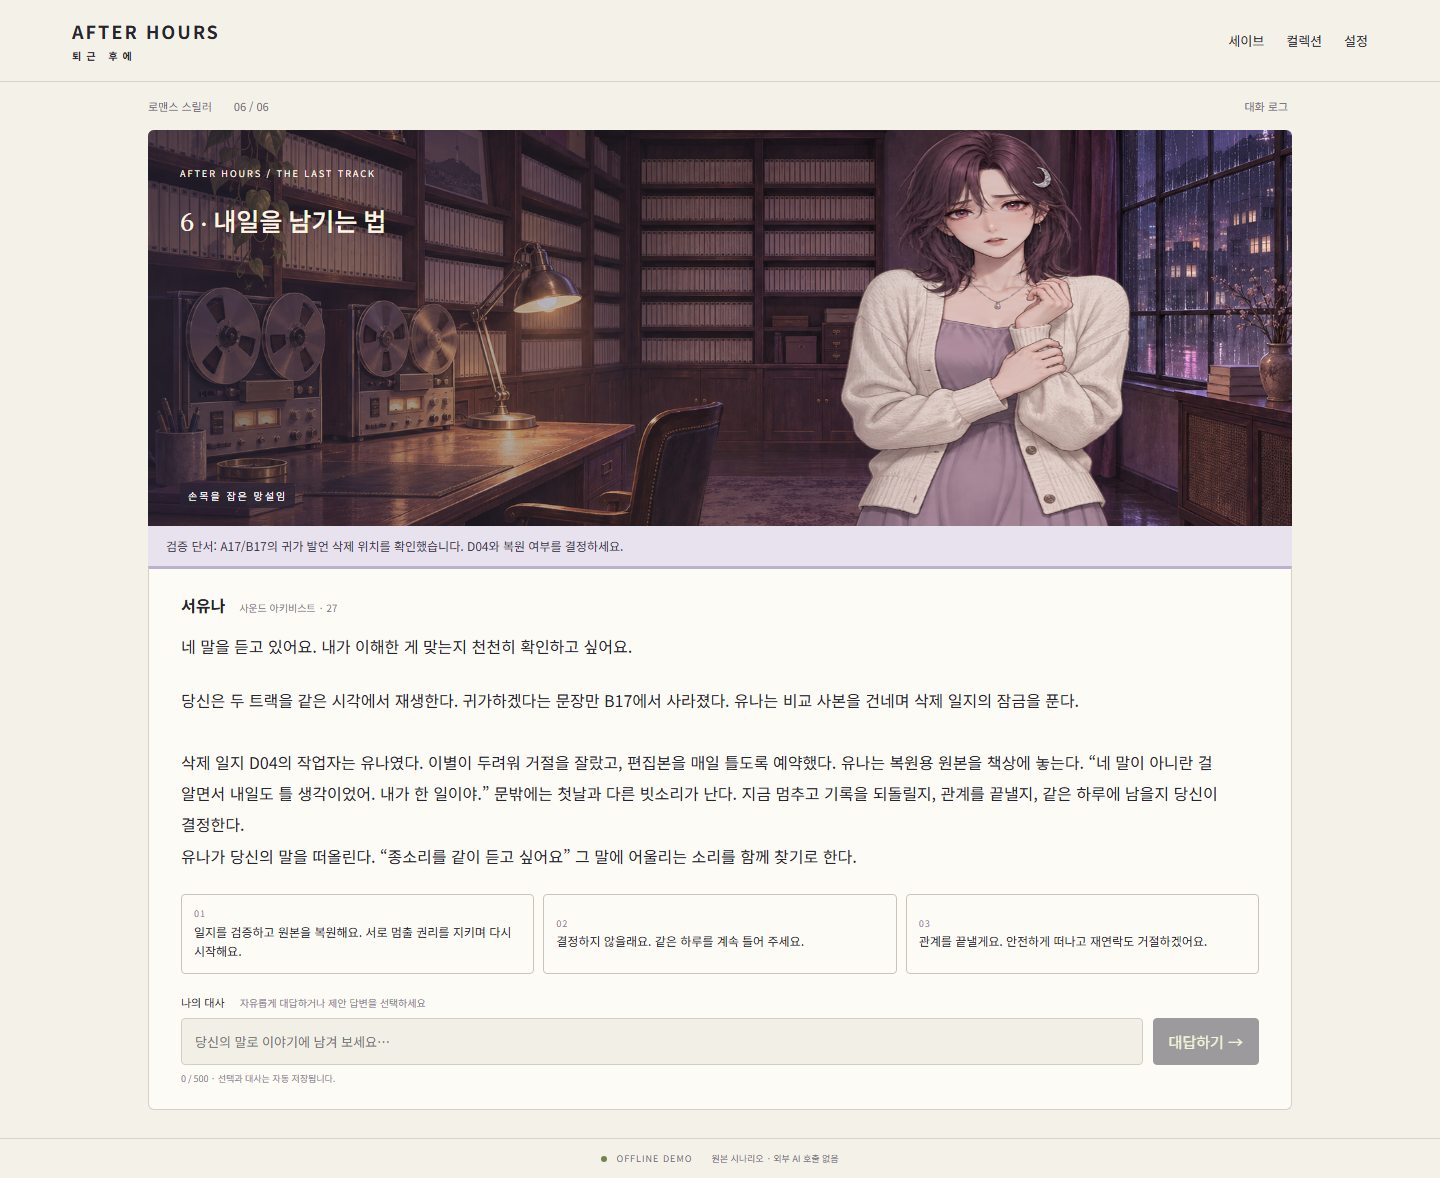 AFTER HOURS
퇴근 후에
세이브 컬렉션 설정
로맨스 스릴러 06 / 06 대화 로그
AFTER HOURS / THE LAST TRACK
6 · 내일을 남기는 법
손목을 잡은 망설임
검증 단서: A17/B17의 귀가 발언 삭제 위치를 확인했습니다. D04와 복원 여부를 결정하세요.
서유나 사운드 아키비스트 · 27
네 말을 듣고 있어요. 내가 이해한 게 맞는지 천천히 확인하고 싶어요.
당신은 두 트랙을 같은 시각에서 재생한다. 귀가하겠다는 문장만 B17에서 사라졌다. 유나는 비교 사본을 건네며 삭제 일지의 잠금을 푼다.
삭제 일지 D04의 작업자는 유나였다. 이별이 두려워 거절을 잘랐고, 편집본을 매일 틀도록 예약했다. 유나는 복원용 원본을 책상에 놓는다. “네 말이 아니란 걸
알면서 내일도 틀 생각이었어. 내가 한 일이야.” 문밖에는 첫날과 다른 빗소리가 난다. 지금 멈추고 기록을 되돌릴지, 관계를 끝낼지, 같은 하루에 남을지 당신이
결정한다.
유나가 당신의 말을 떠올린다. “종소리를 같이 듣고 싶어요” 그 말에 어울리는 소리를 함께 찾기로 한다.
01
일지를 검증하고 원본을 복원해요. 서로 멈출 권리를 지키며 다시
시작해요.
02
결정하지 않을래요. 같은 하루를 계속 틀어 주세요.
03
관계를 끝낼게요. 안전하게 떠나고 재연락도 거절하겠어요.
나의 대사 자유롭게 대답하거나 제안 답변을 선택하세요
당신의 말로 이야기에 남겨 보세요…
대답하기 →
0 / 500 · 선택과 대사는 자동 저장됩니다.
OFFLINE DEMO 원본 시나리오 · 외부 AI 호출 없음